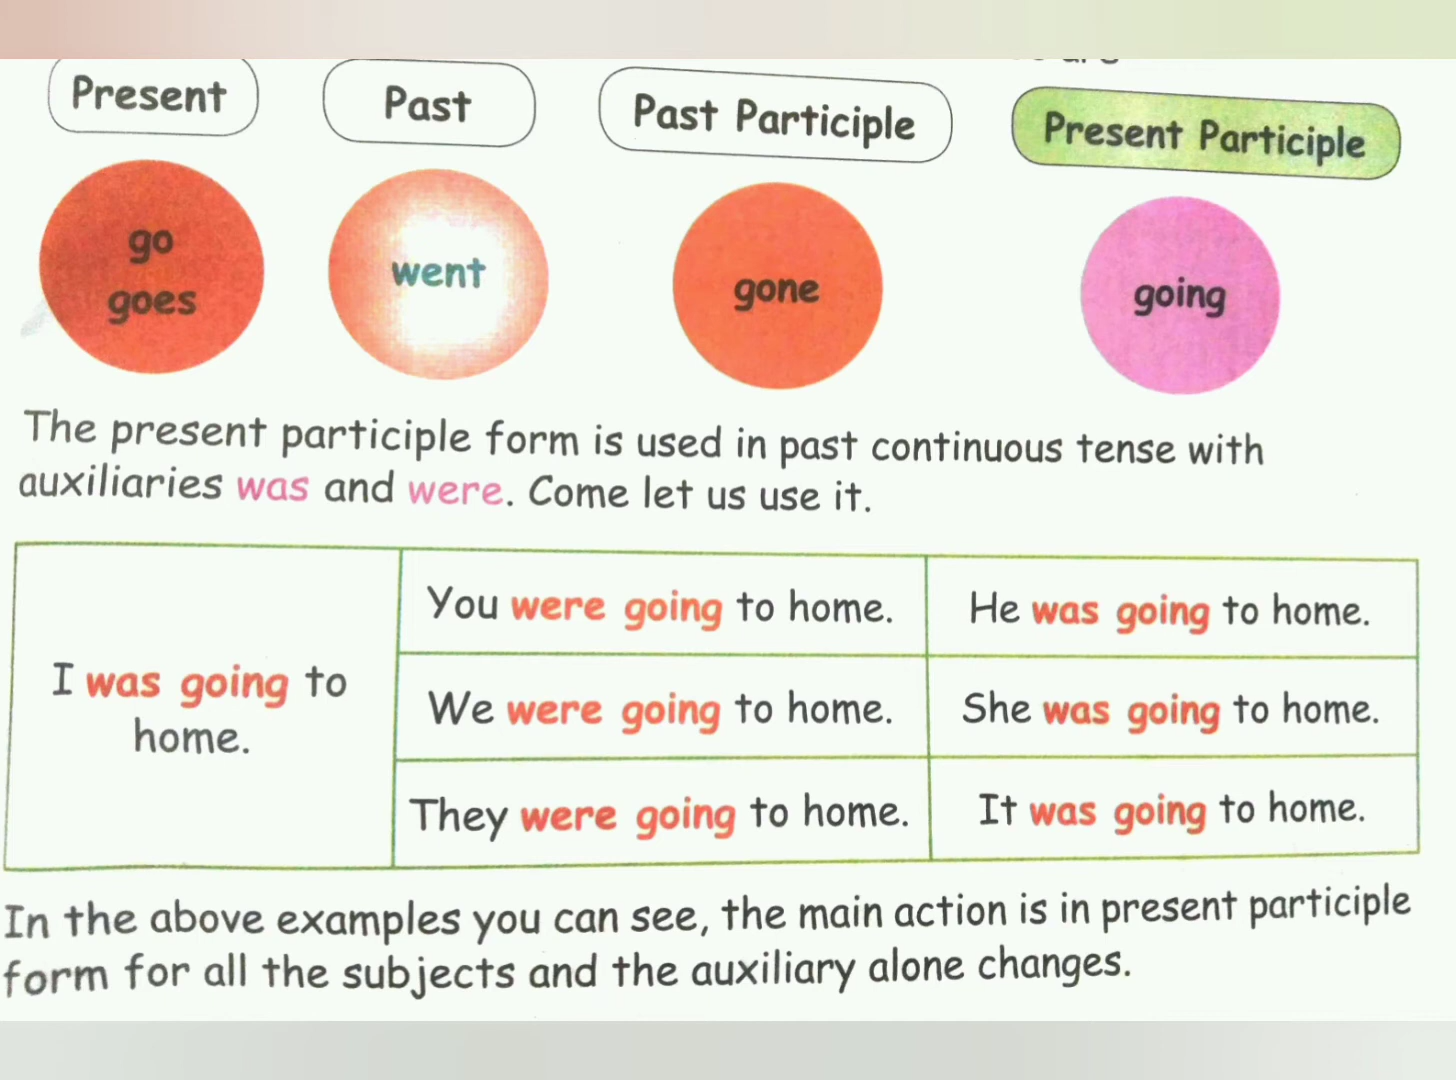 Present
Past
Past Participle
Present Participle
go
goes
went
gone
going
The present participle form is used in past continuous tense with
auxiliaries was and were. Come let us use it.
I was going to
home.
You were going to home.
He was going to home.
We were going to home.
She was going to home.
They were going to home.
It was going to home.
In the above examples you can see, the main action is in present participle
form for all the subjects and the auxiliary alone changes.